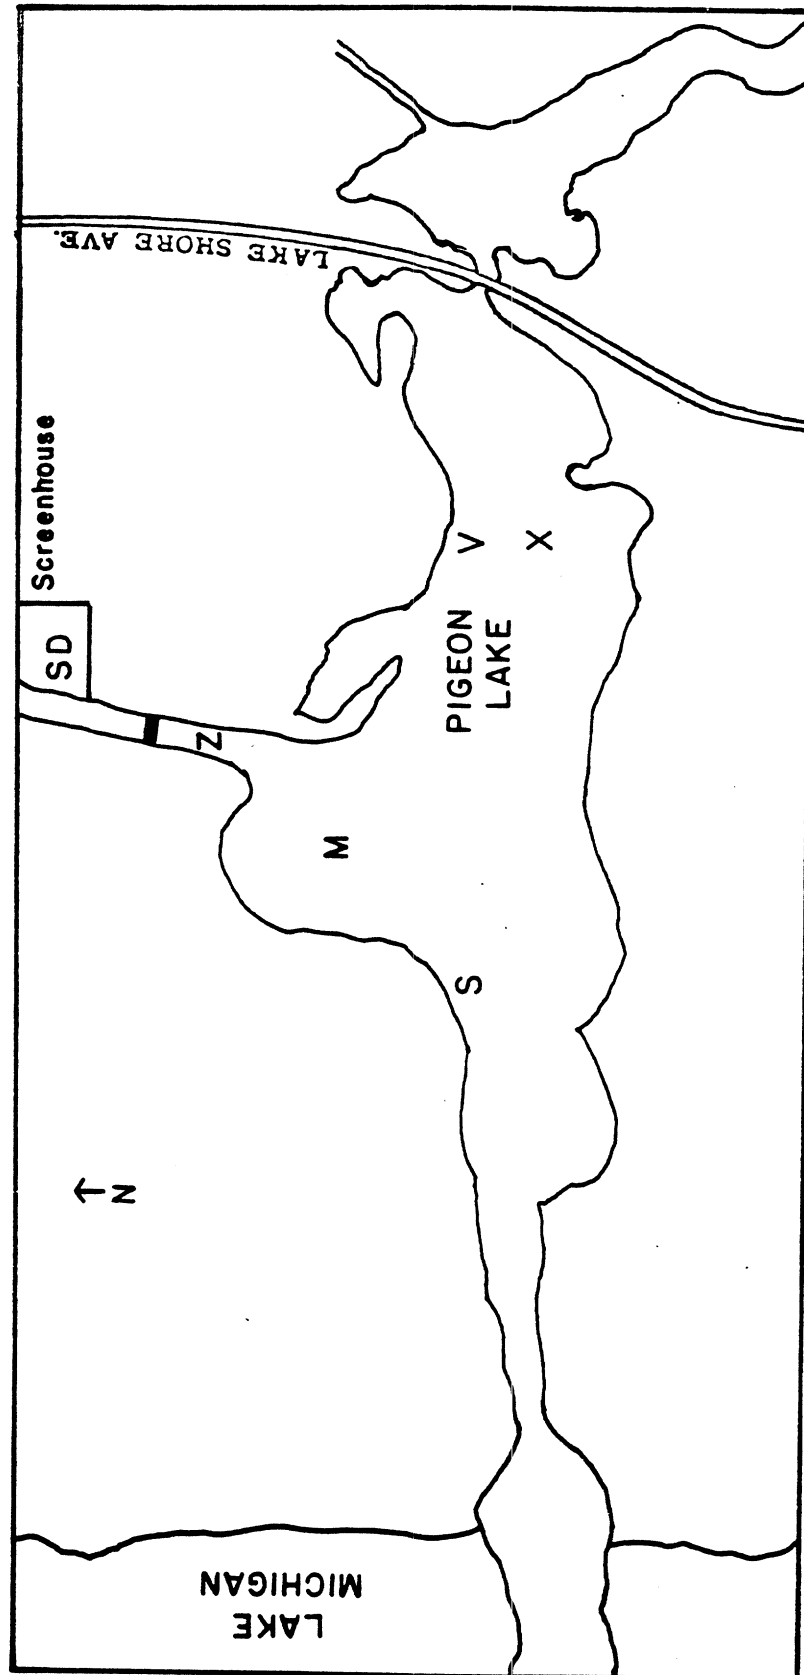 LAKE SHORE AVE.
Screenhouse
SD
Z
V
X
PIGEON
LAKE
M
S
N
LAKE
MICHIGAN